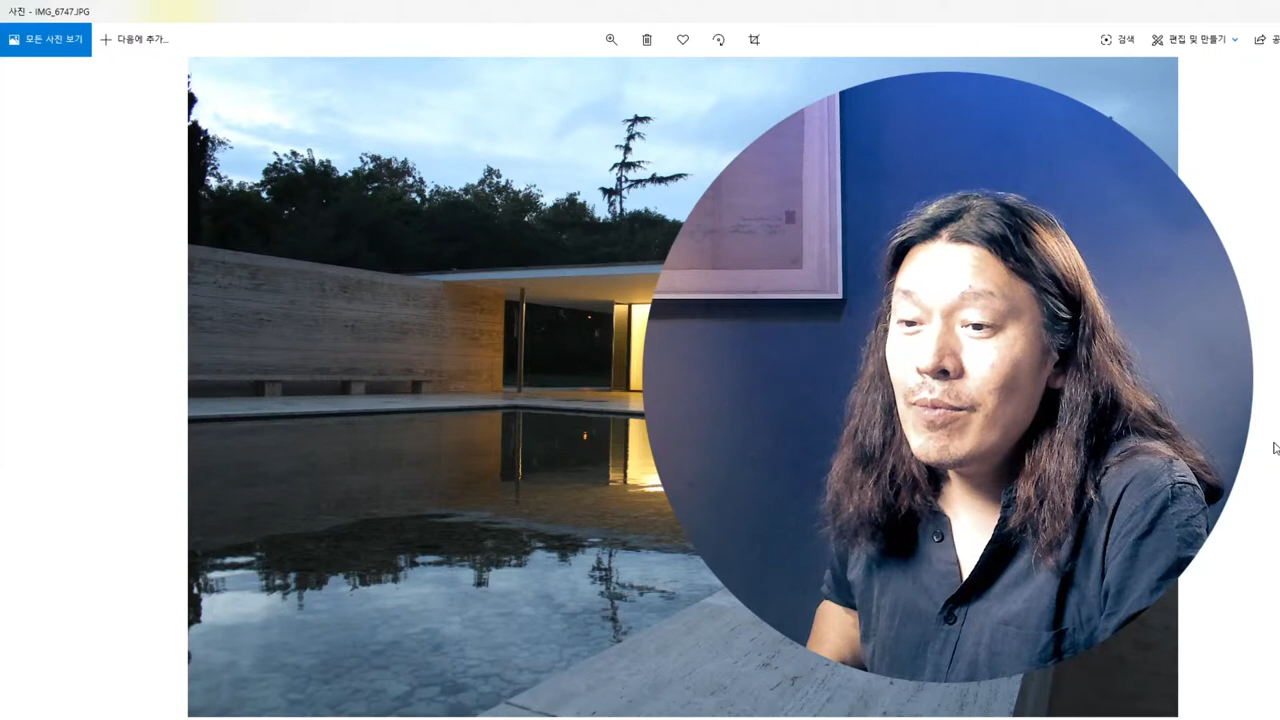 사진 - IMG_6747.JPG
모든 사진 보기
다음에 추가...
검색
편집 및 만들기